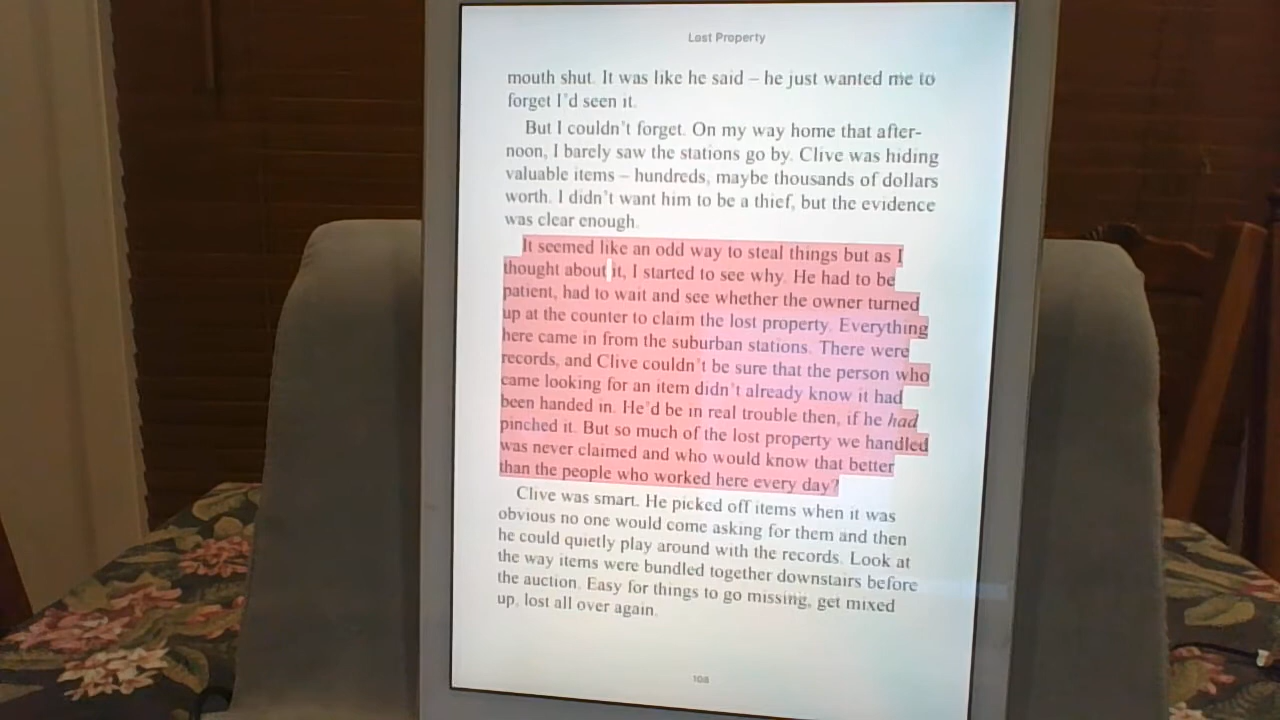 Lost Property
mouth shut. It was like he said – he just wanted me to
forget I'd seen it.
But I couldn't forget. On my way home that after-
noon, I barely saw the stations go by. Clive was hiding
valuable items – hundreds, maybe thousands of dollars
worth. I didn't want him to be a thief, but the evidence
was clear enough.
It seemed like an odd way to steal things but as I
thought about it, I started to see why. He had to be
patient, had to wait and see whether the owner turned
up at the counter to claim the lost property. Everything
here came in from the suburban stations. There were
records, and Clive couldn't be sure that the person who
came looking for an item didn't already know it had
been handed in. He'd be in real trouble then, if he had
pinched it. But so much of the lost property we handled
was never claimed and who would know that better
than the people who worked here every day?
Clive was smart. He picked off items when it was
obvious no one would come asking for them and then
he could quietly play around with the records. Look at
the way items were bundled together downstairs before
the auction. Easy for things to go missing, get mixed
up, lost all over again.
108